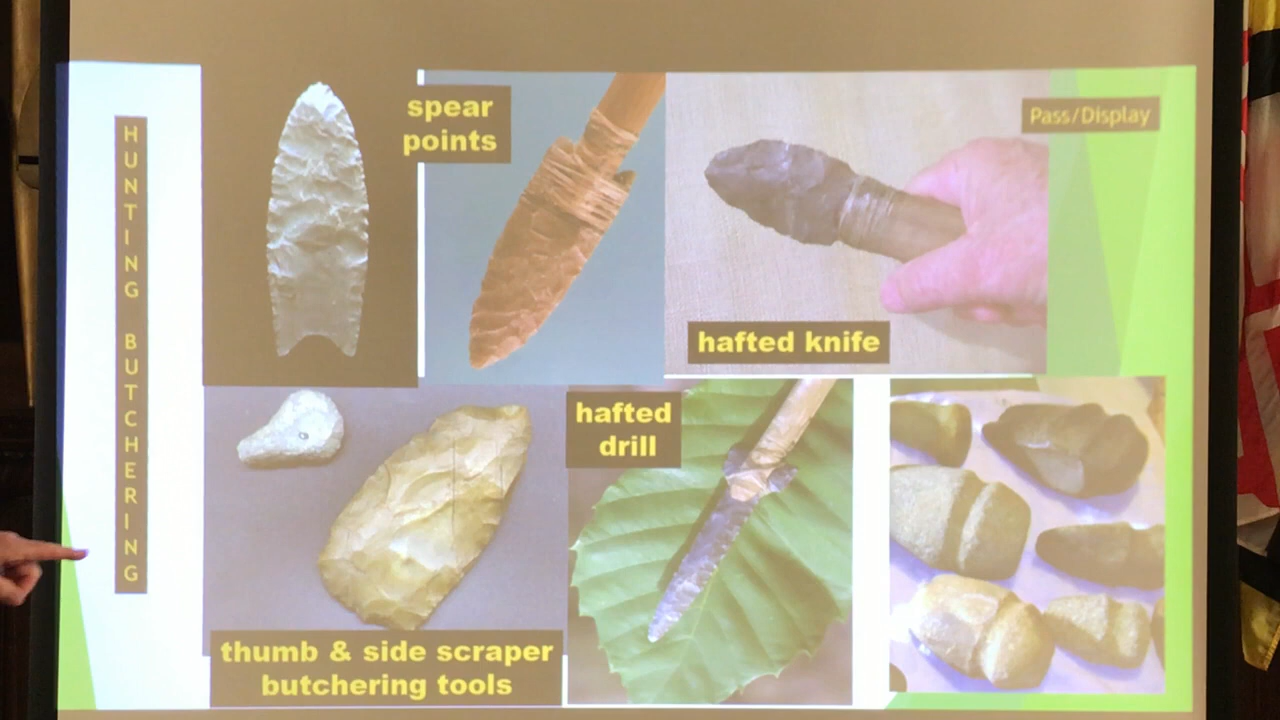 HUNTING BUTCHERING
spear
points
Pass/Display
hafted knife
hafted
drill
thumb & side scraper
butchering tools